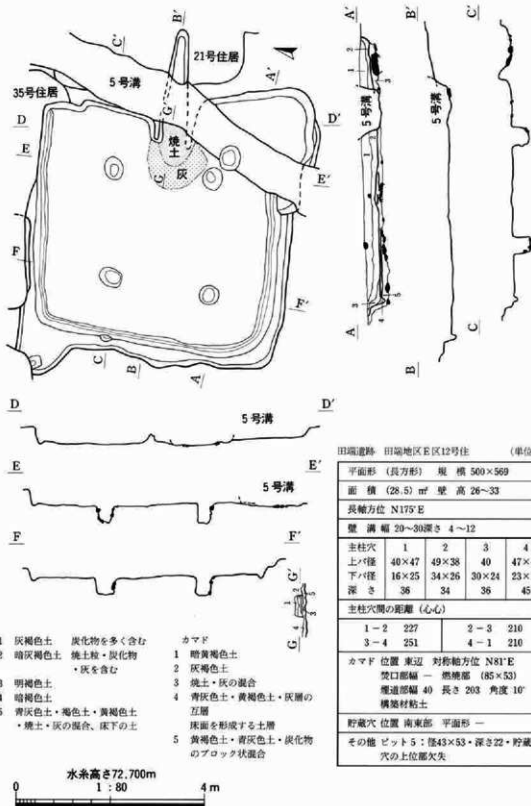 B'
C'
21号住居
5号溝
A'
35号住居
G'
D
D'
焼土
E
灰
G
E'
F
F'
C
B
A
A'
2
1
3
5号溝
1
2
3
4
5
A
B'
5号溝
B
C'
C
D
5号溝
D'
E
5号溝
E'
F
F'
G'
2
1
5
3
4
G
灰褐色土 炭化物を多く含む
2 暗灰褐色土 焼土粒・炭化物
・灰を含む
3 明褐色土
4 暗褐色土
青灰色土・褐色土・黄褐色土
・焼土・灰の混合、床下の土
カマド
1 暗黄褐色土
2 灰褐色土
3 焼土・灰の混合
4 青灰色土・黄褐色土・灰層の
互層
床面を形成する土層
5 黄褐色土・青灰色土・炭化物
のブロック状混合
水糸高さ72,700m
0 1:80 4m
田端遺跡 田端地区E区12号住 (単位
平面形 (長方形) 規模 500×569
面積 (28.5) ㎡ 壁高 26~33
長軸方位 N175°E
壁溝幅 20~30深さ 4~12
主柱穴 1 2 3 4
上バ径 40×47 49×38 40 47×
下バ径 16×25 34×26 30×24 23×
深さ 36 34 36 45
主柱穴間の距離 (心心)
1-2 227 2-3 210
3-4 251 4-1 210
カマド 位置 東辺 対称軸方位 N81°E
焚口部幅 ー 燃焼部 (85×53)
煙道部幅 40 長さ 203 角度 10°
構築材粘土
貯蔵穴 位置 南東部 平面形 ー
その他 ピット5:径43×53・深さ22・貯蔵
穴の上位部欠失